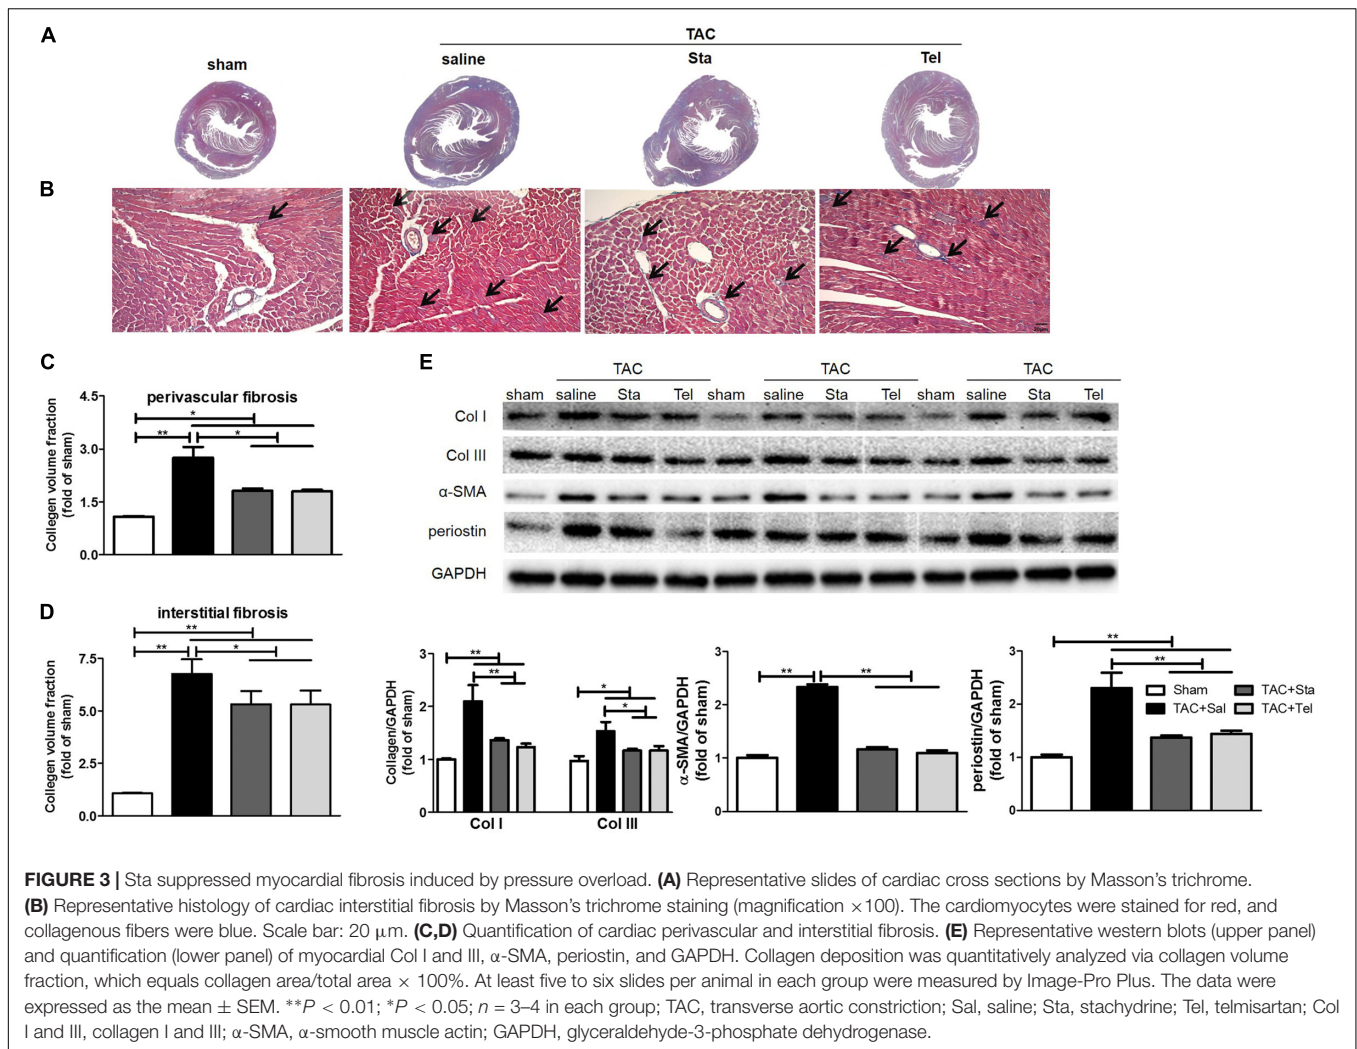 A
TAC
sham
saline
Sta
Tel
B
20μm
C
perivascular fibrosis
Collegen volume fraction
(fold of sham)
4.5
3.0
1.5
0.0
*
**
*
D
interstitial fibrosis
Collegen volume fraction
(fold of sham)
7.5
5.0
2.5
0.0
**
**
*
E
TAC TAC TAC
sham saline Sta Tel sham saline Sta Tel sham saline Sta Tel
Col I
Col III
α-SMA
periostin
GAPDH
Collagen/GAPDH
(fold of sham)
3
2
1
0
**
**
*
*
Col I Col III
α-SMA/GAPDH
(fold of sham)
3
2
1
0
**
**
periostin/GAPDH
(fold of sham)
3
2
1
0
**
**
Sham TAC+Sta
TAC+Sal TAC+Tel
FIGURE 3 | Sta suppressed myocardial fibrosis induced by pressure overload. (A) Representative slides of cardiac cross sections by Masson's trichrome.
(B) Representative histology of cardiac interstitial fibrosis by Masson's trichrome staining (magnification ×100). The cardiomyocytes were stained for red, and
collagenous fibers were blue. Scale bar: 20 μm. (C,D) Quantification of cardiac perivascular and interstitial fibrosis. (E) Representative western blots (upper panel)
and quantification (lower panel) of myocardial Col I and III, α-SMA, periostin, and GAPDH. Collagen deposition was quantitatively analyzed via collagen volume
fraction, which equals collagen area/total area × 100%. At least five to six slides per animal in each group were measured by Image-Pro Plus. The data were
expressed as the mean ± SEM. **P < 0.01; *P < 0.05; n = 3–4 in each group; TAC, transverse aortic constriction; Sal, saline; Sta, stachydrine; Tel, telmisartan; Col
I and III, collagen I and III; α-SMA, α-smooth muscle actin; GAPDH, glyceraldehyde-3-phosphate dehydrogenase.